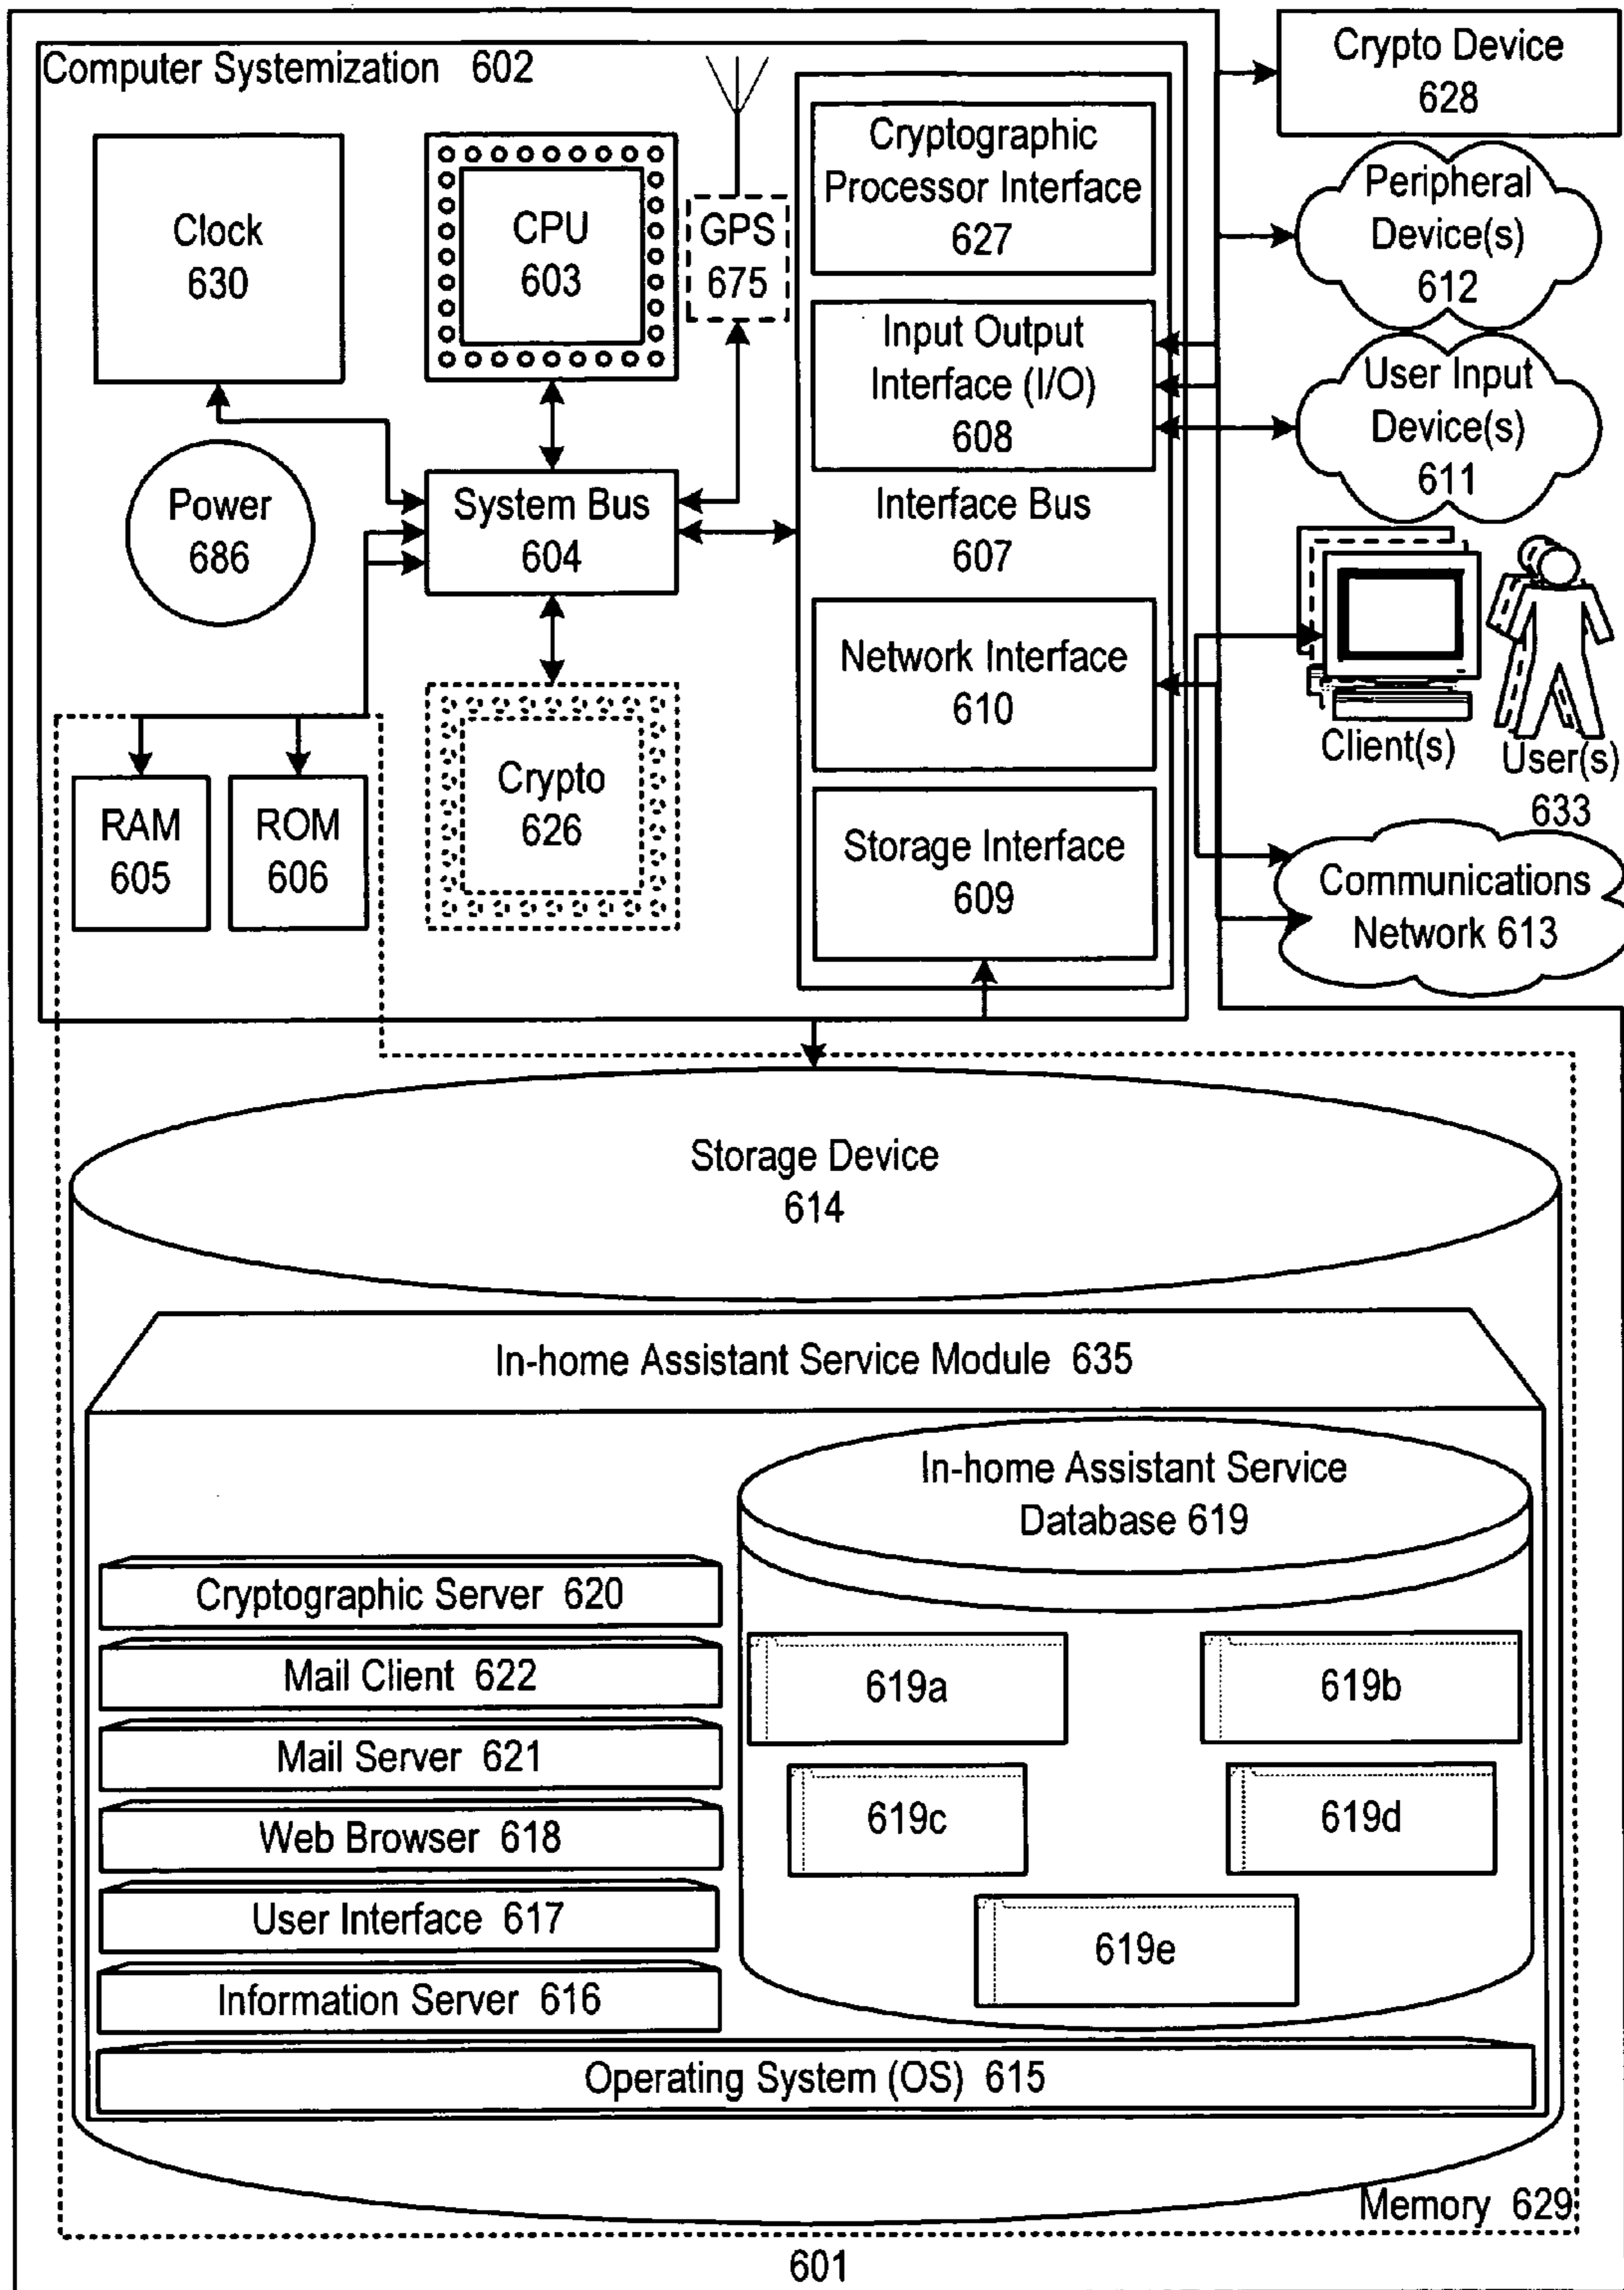 Computer Systemization 602
Clock
630
CPU
603
GPS
675
Power
686
System Bus
604
RAM
605
ROM
606
Crypto
626
Cryptographic
Processor Interface
627
Input Output
Interface (I/O)
608
Interface Bus
607
Network Interface
610
Storage Interface
609
Crypto Device
628
Peripheral
Device(s)
612
User Input
Device(s)
611
Client(s)
User(s)
633
Communications
Network 613
Storage Device
614
In-home Assistant Service Module 635
In-home Assistant Service
Database 619
Cryptographic Server 620
Mail Client 622
Mail Server 621
Web Browser 618
User Interface 617
Information Server 616
619a
619b
619c
619d
619e
Operating System (OS) 615
Memory 629
601